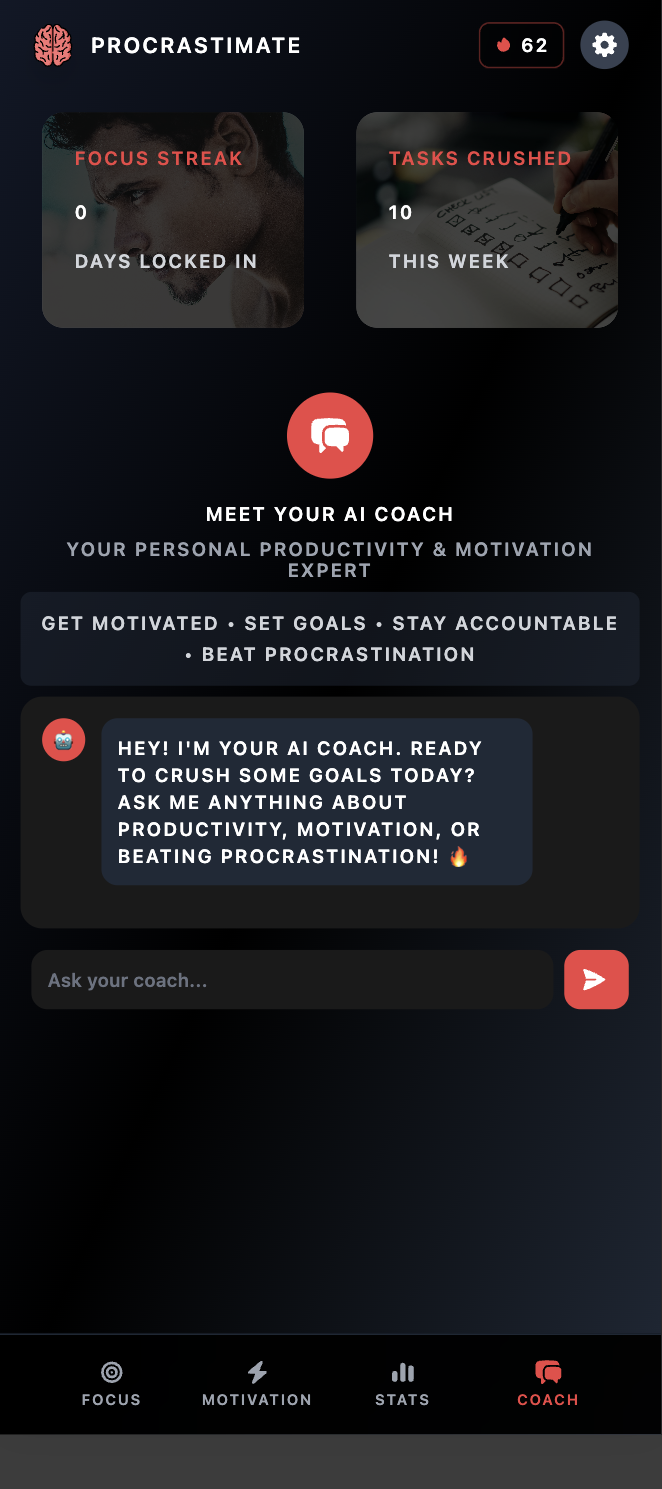 PROCRASTIMATE
62
FOCUS STREAK
0
DAYS LOCKED IN
TASKS CRUSHED
10
THIS WEEK
CHECK LIST
MEET YOUR AI COACH
YOUR PERSONAL PRODUCTIVITY & MOTIVATION
EXPERT
GET MOTIVATED • SET GOALS • STAY ACCOUNTABLE
• BEAT PROCRASTINATION
HEY! I'M YOUR AI COACH. READY
TO CRUSH SOME GOALS TODAY?
ASK ME ANYTHING ABOUT
PRODUCTIVITY, MOTIVATION, OR
BEATING PROCRASTINATION! 🔥
Ask your coach...
FOCUS
MOTIVATION
STATS
COACH